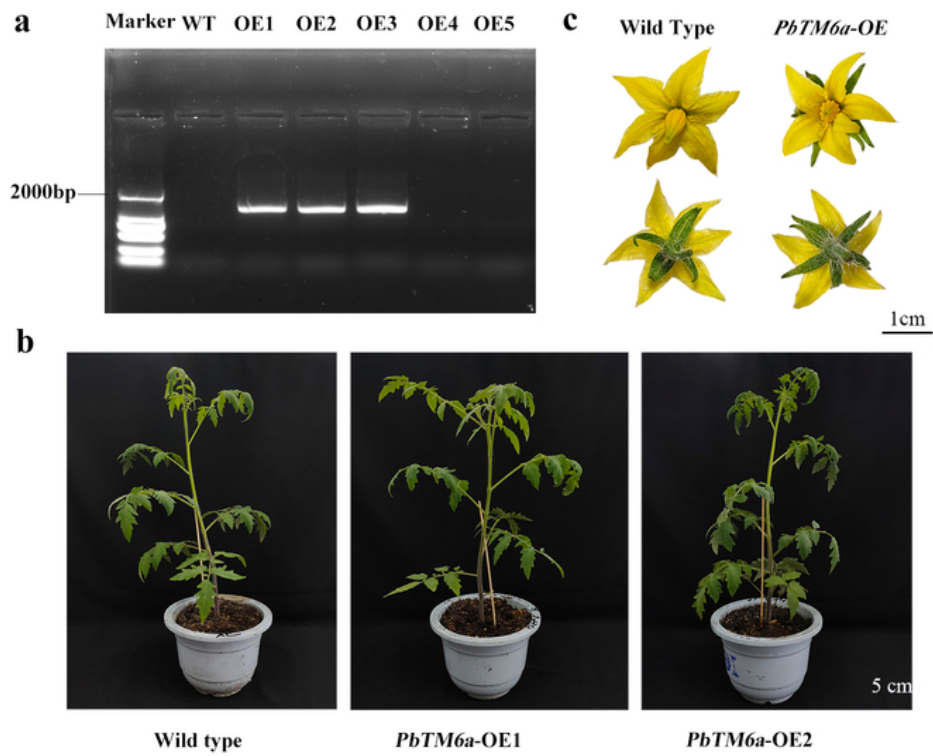 a
Marker WT OE1 OE2 OE3 OE4 OE5
2000bp
c
Wild Type PbTM6a-OE
1cm
b
5 cm
Wild type PbTM6a-OE1 PbTM6a-OE2